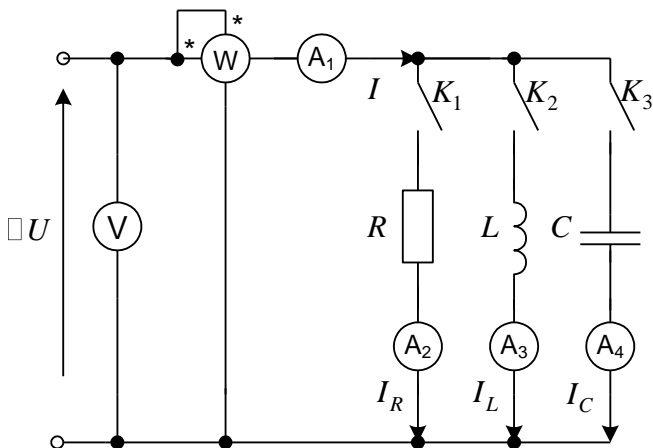 * *
W A1
I K1 K2 K3
□U V R L C
A2 A3 A4
IR IL IC